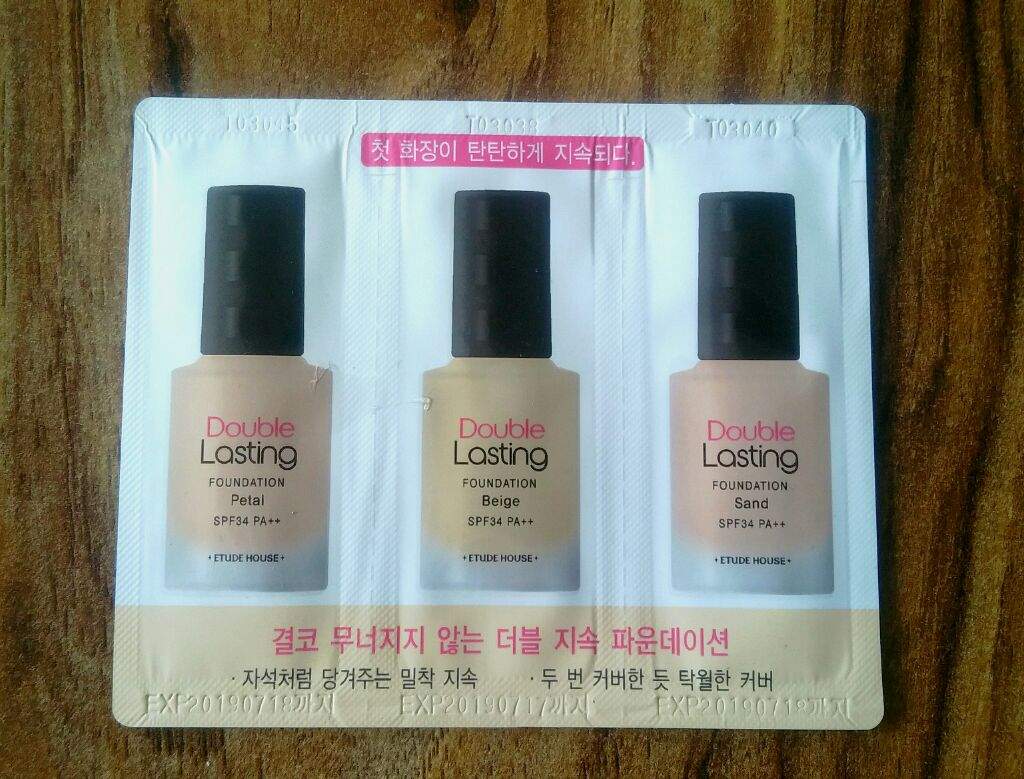 T03045
T03039
T03040
첫 화장이 탄탄하게 지속되다.
Double
Lasting
FOUNDATION
Petal
SPF34 PA++
ETUDE HOUSE
Double
Lasting
FOUNDATION
Beige
SPF34 PA++
ETUDE HOUSE
Double
Lasting
FOUNDATION
Sand
SPF34 PA++
ETUDE HOUSE
결코 무너지지 않는 더블 지속 파운데이션
· 자석처럼 당겨주는 밀착 지속
· 두 번 커버한 듯 탁월한 커버
EXP20190718까지
EXP20190717까지
EXP20190718까지